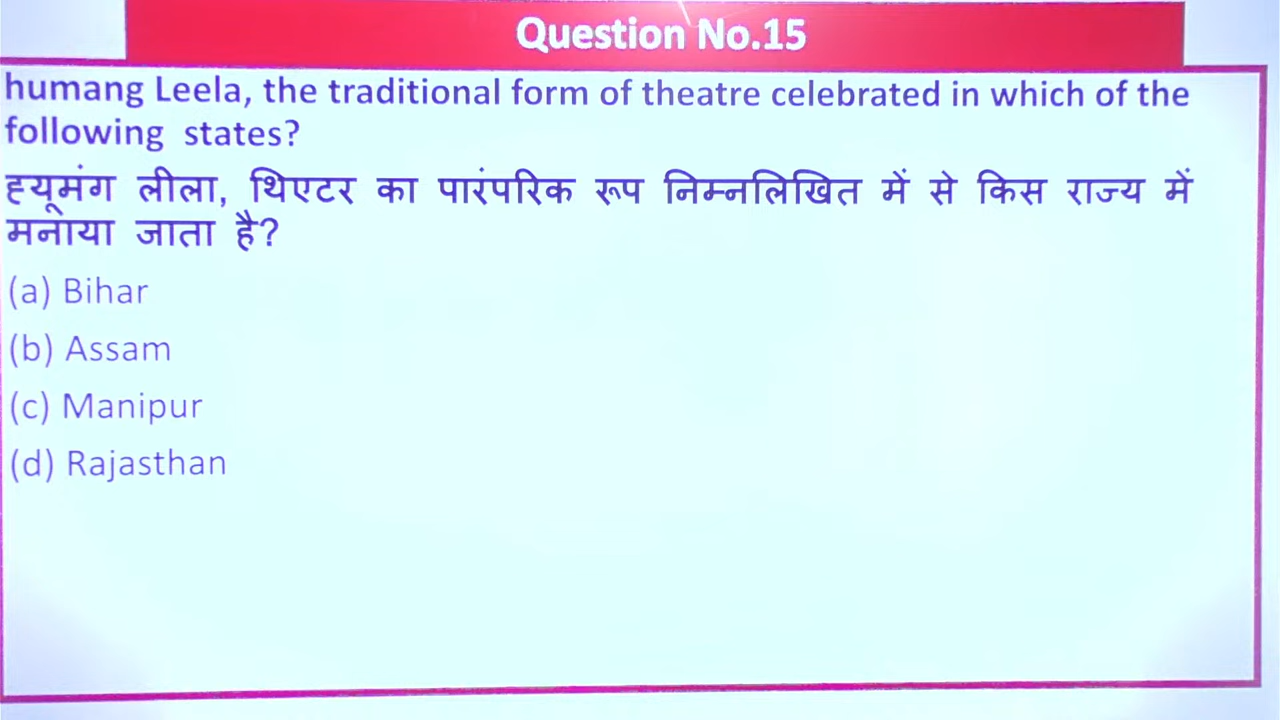 Question No.15
humang Leela, the traditional form of theatre celebrated in which of the
following states?
ह्यूमंग लीला, थिएटर का पारंपरिक रूप निम्नलिखित में से किस राज्य में
मनाया जाता है?
(a) Bihar
(b) Assam
(c) Manipur
(d) Rajasthan